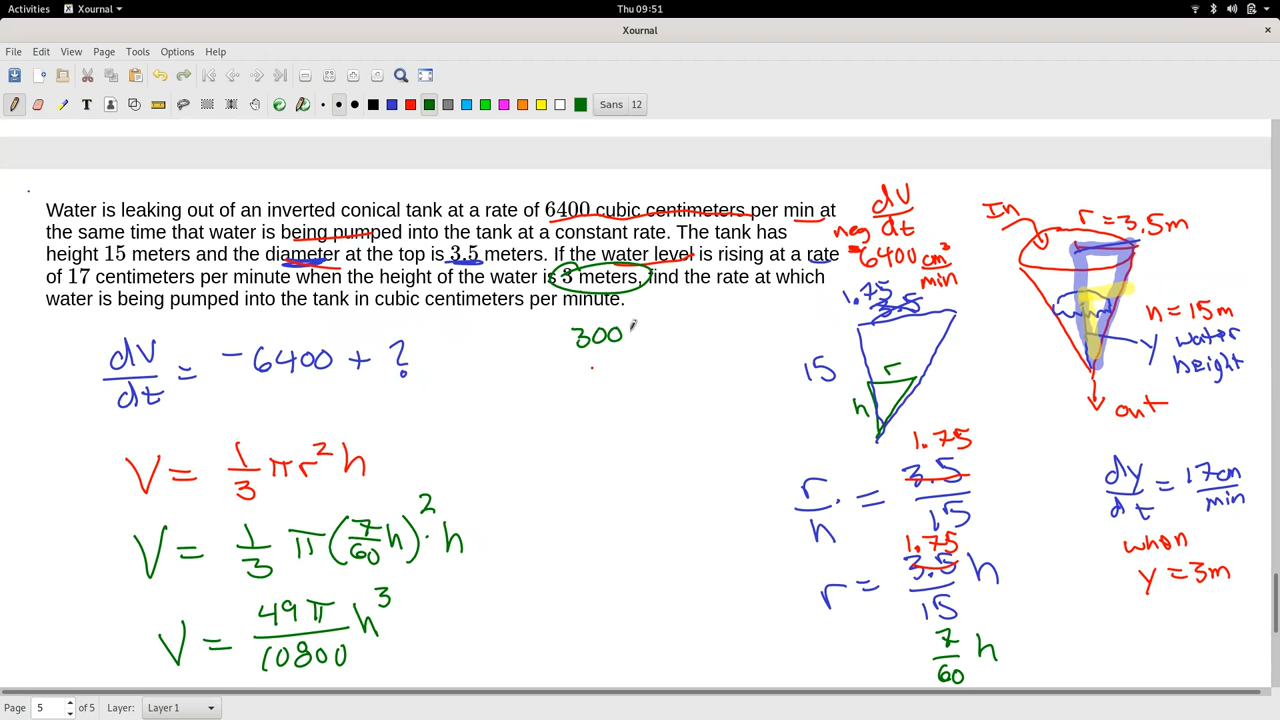 Activities Xournal Thu 09:51
Xournal
File Edit View Page Tools Options Help
Sans 12
Water is leaking out of an inverted conical tank at a rate of 6400 cubic centimeters per min at
the same time that water is being pumped into the tank at a constant rate. The tank has
height 15 meters and the diameter at the top is 3.5 meters. If the water level is rising at a rate
of 17 centimeters per minute when the height of the water is 3 meters, find the rate at which
water is being pumped into the tank in cubic centimeters per minute.
300
dV/dt = -6400 + ?
V = 1/3 πr²h
V = 1/3 π(7/60 h)²·h
V = 49π/10800 h³
dV/dt
neg
-6400 cm³/min
1.75
3.5
15
r
h
1.75
r/h = 3.5/15
1.75
r = 3.5/15 h
7/60 h
In
r = 3.5m
h = 15m
y water
height
out
dy/dt = 17cm/min
when
y = 3m
Page 5 of 5 Layer: Layer 1